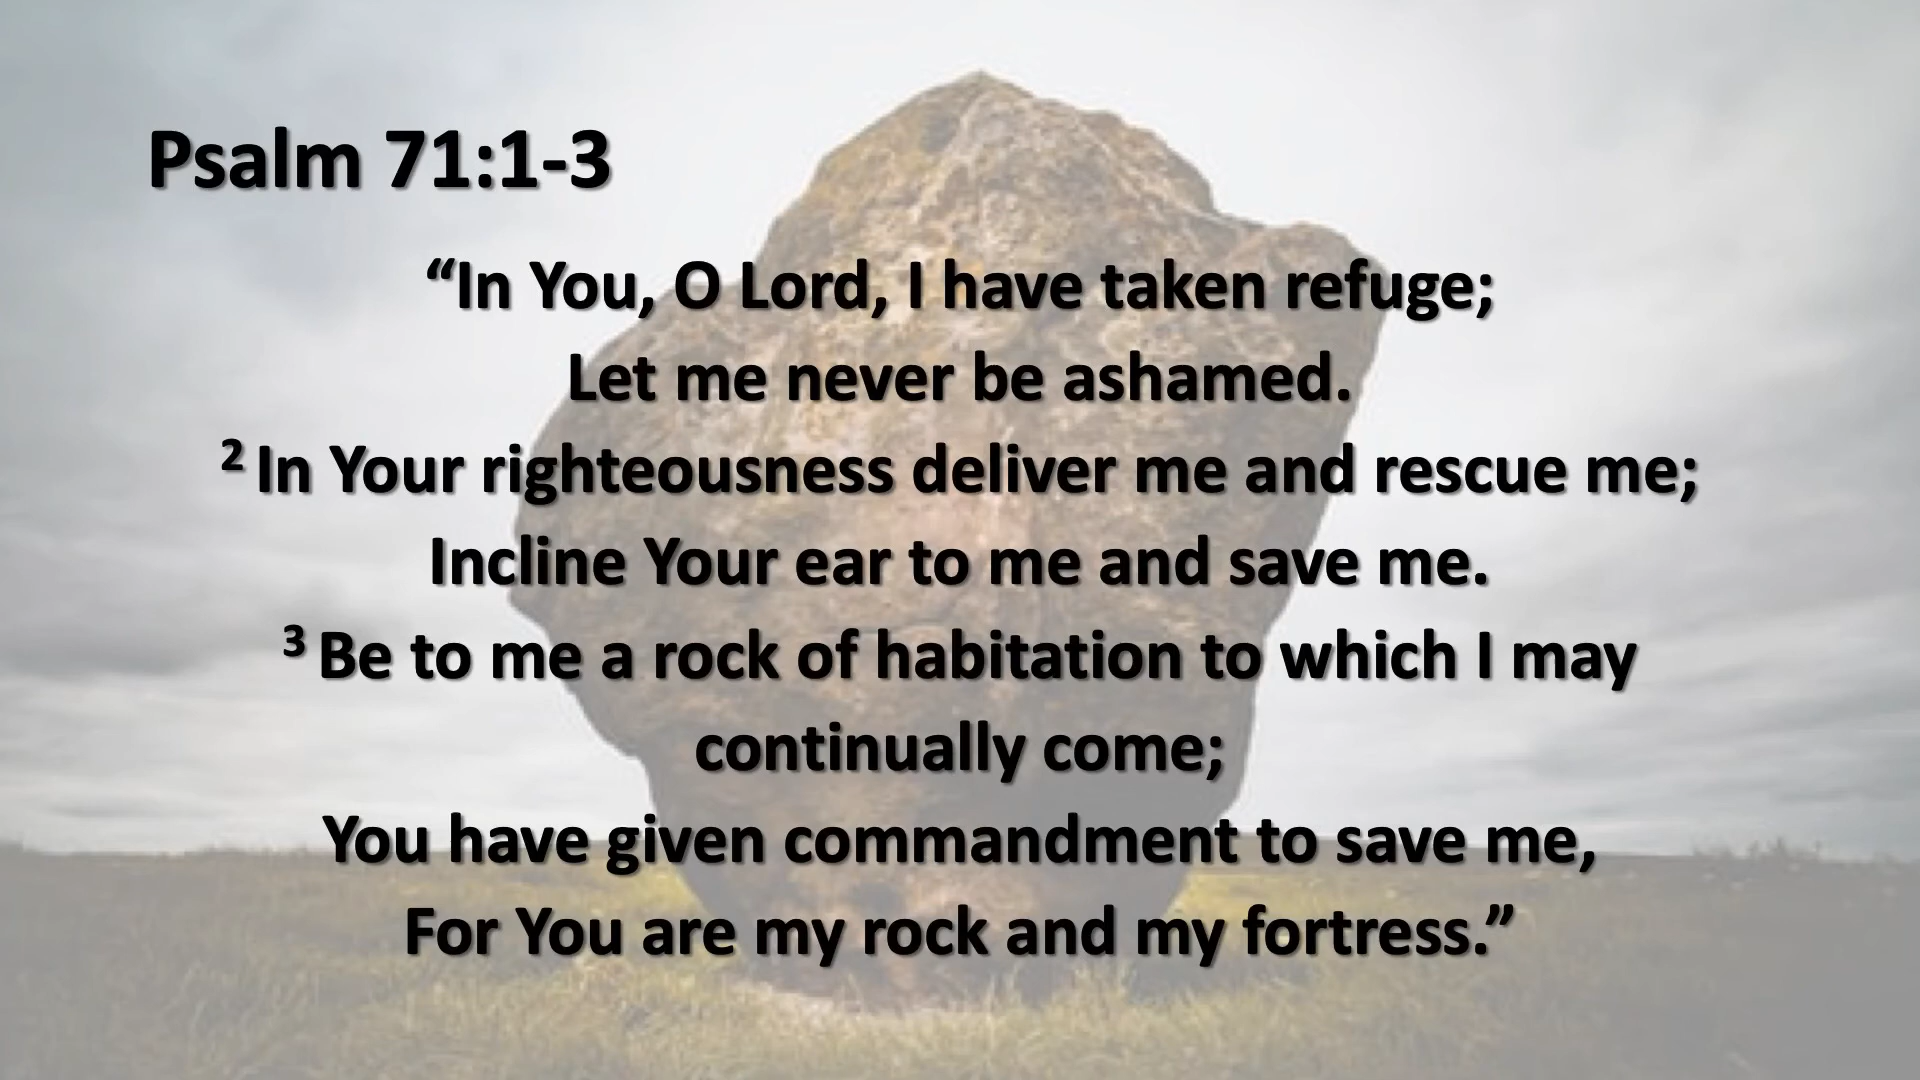 Psalm 71:1-3
“In You, O Lord, I have taken refuge;
Let me never be ashamed.
2 In Your righteousness deliver me and rescue me;
Incline Your ear to me and save me.
3 Be to me a rock of habitation to which I may
continually come;
You have given commandment to save me,
For You are my rock and my fortress.”